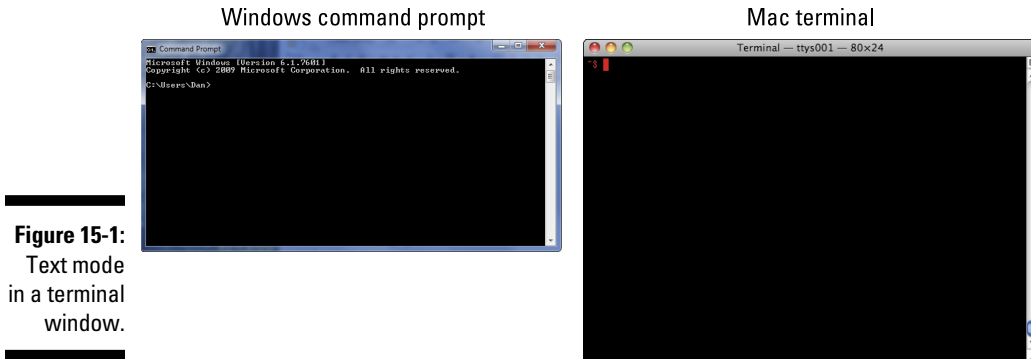 Windows command prompt
Mac terminal
Command Prompt
Microsoft Windows [Version 6.1.7601]
Copyright (c) 2009 Microsoft Corporation. All rights reserved.
C:\Users\Dan>
Terminal — ttys001 — 80×24
~$
Figure 15-1:
Text mode
in a terminal
window.